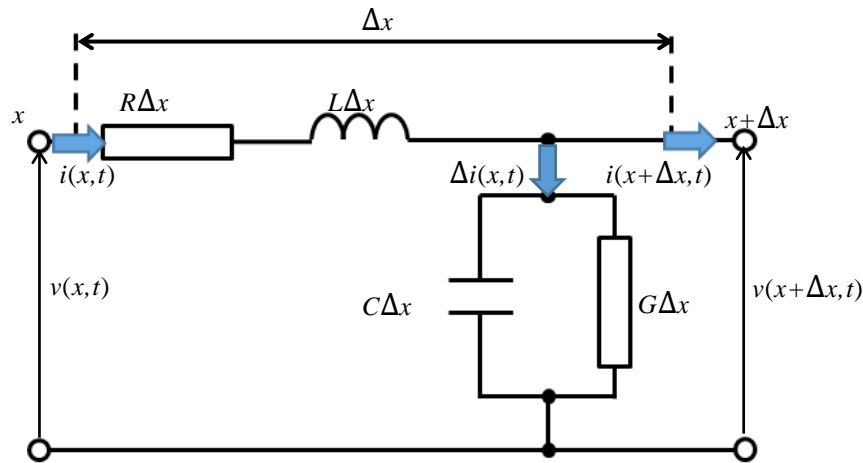 Δx
x
RΔx
LΔx
x+Δx
i(x,t)
Δi(x,t)
i(x+Δx,t)
v(x,t)
CΔx
GΔx
v(x+Δx,t)